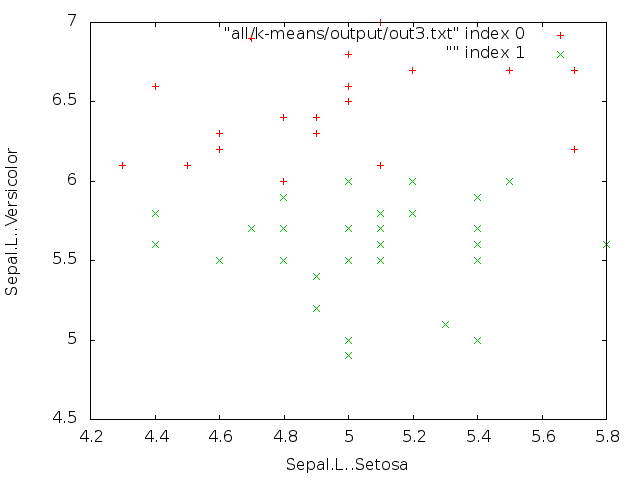 "all/k-means/output/out3.txt" index 0
"" index 1
7
6.5
6
5.5
5
4.5
Sepal.L..Versicolor
4.2 4.4 4.6 4.8 5 5.2 5.4 5.6 5.8
Sepal.L..Setosa